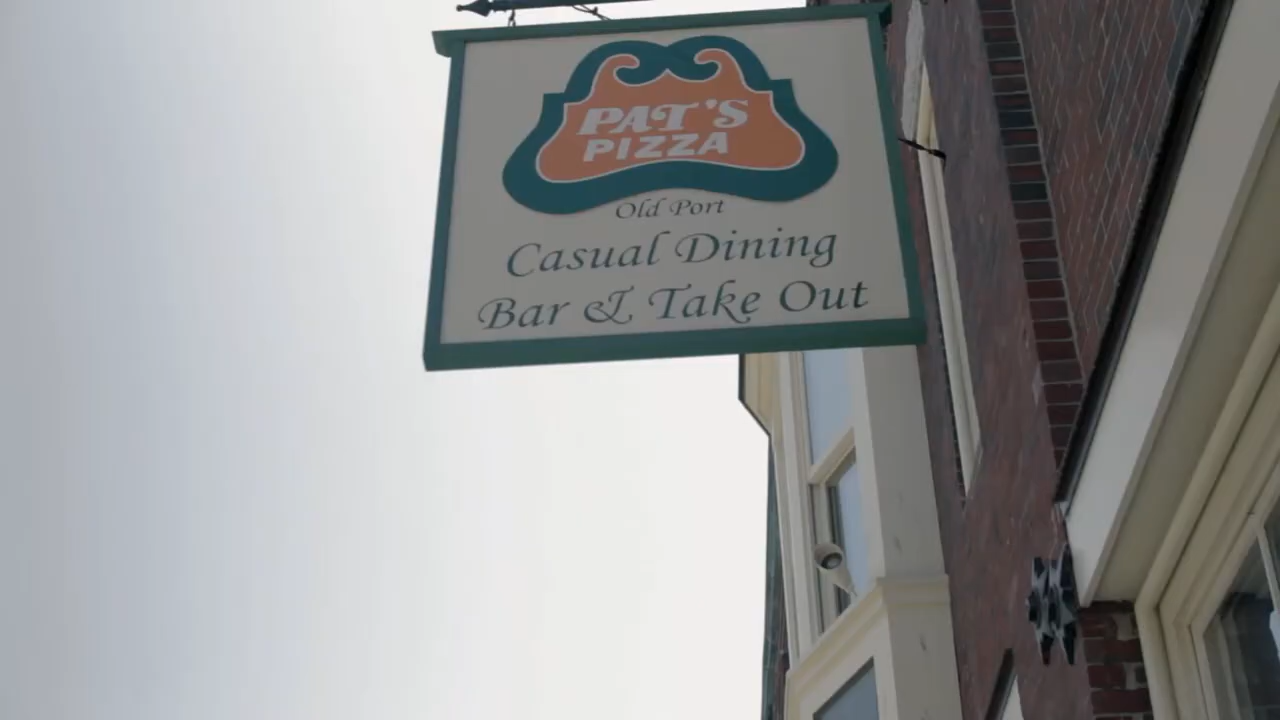 PAT'S
PIZZA
Old Port
Casual Dining
Bar & Take Out